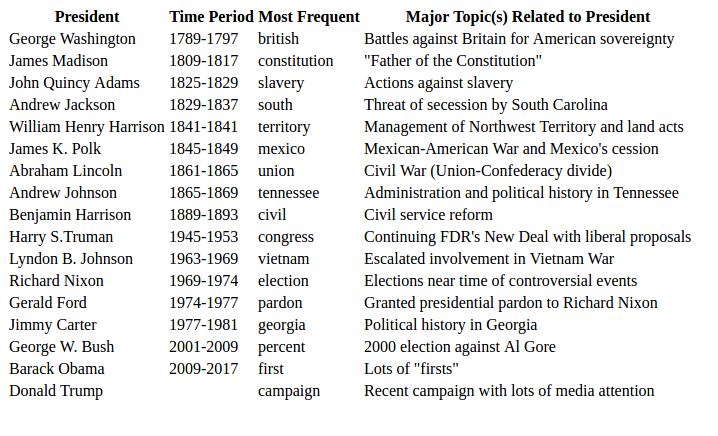 President Time Period Most Frequent Major Topic(s) Related to President
George Washington 1789-1797 british Battles against Britain for American sovereignty
James Madison 1809-1817 constitution "Father of the Constitution"
John Quincy Adams 1825-1829 slavery Actions against slavery
Andrew Jackson 1829-1837 south Threat of secession by South Carolina
William Henry Harrison 1841-1841 territory Management of Northwest Territory and land acts
James K. Polk 1845-1849 mexico Mexican-American War and Mexico's cession
Abraham Lincoln 1861-1865 union Civil War (Union-Confederacy divide)
Andrew Johnson 1865-1869 tennessee Administration and political history in Tennessee
Benjamin Harrison 1889-1893 civil Civil service reform
Harry S.Truman 1945-1953 congress Continuing FDR's New Deal with liberal proposals
Lyndon B. Johnson 1963-1969 vietnam Escalated involvement in Vietnam War
Richard Nixon 1969-1974 election Elections near time of controversial events
Gerald Ford 1974-1977 pardon Granted presidential pardon to Richard Nixon
Jimmy Carter 1977-1981 georgia Political history in Georgia
George W. Bush 2001-2009 percent 2000 election against Al Gore
Barack Obama 2009-2017 first Lots of "firsts"
Donald Trump campaign Recent campaign with lots of media attention